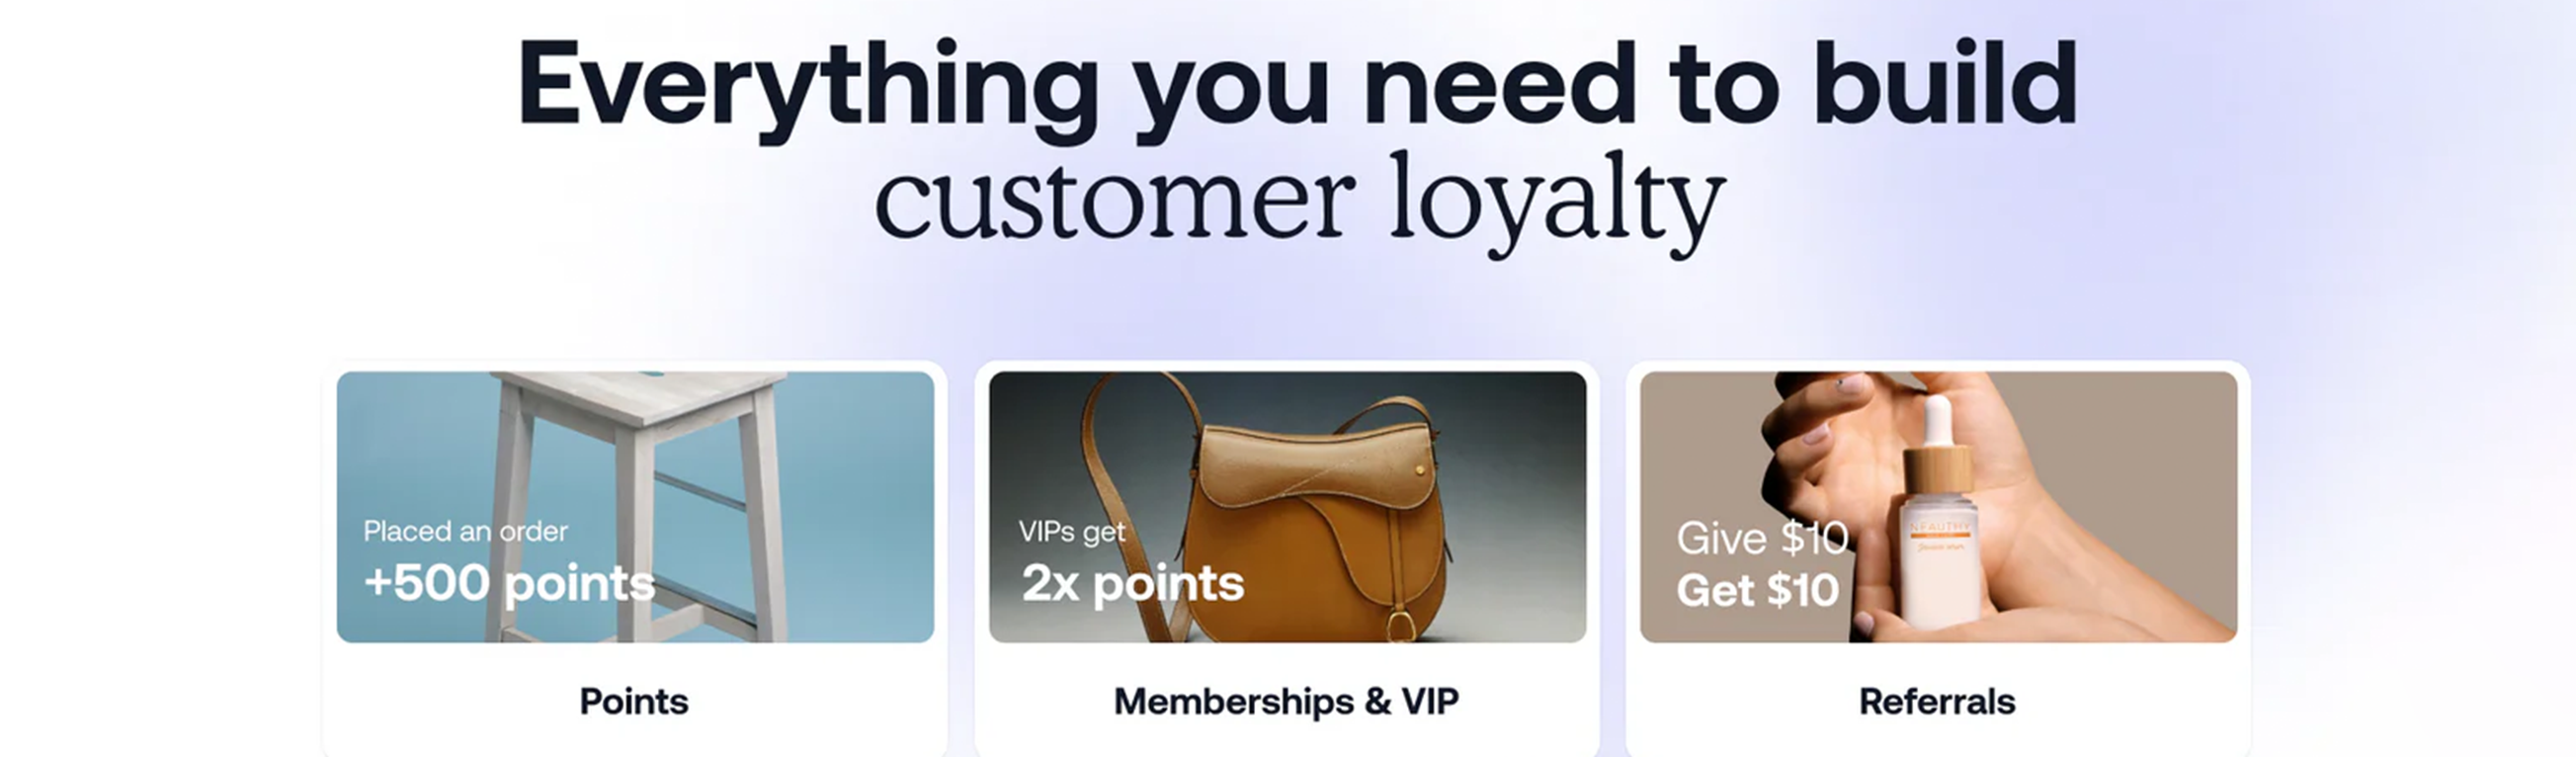 Everything you need to build
customer loyalty
Placed an order
+500 points
VIPs get
2x points
Give $10
Get $10
Points
Memberships & VIP
Referrals